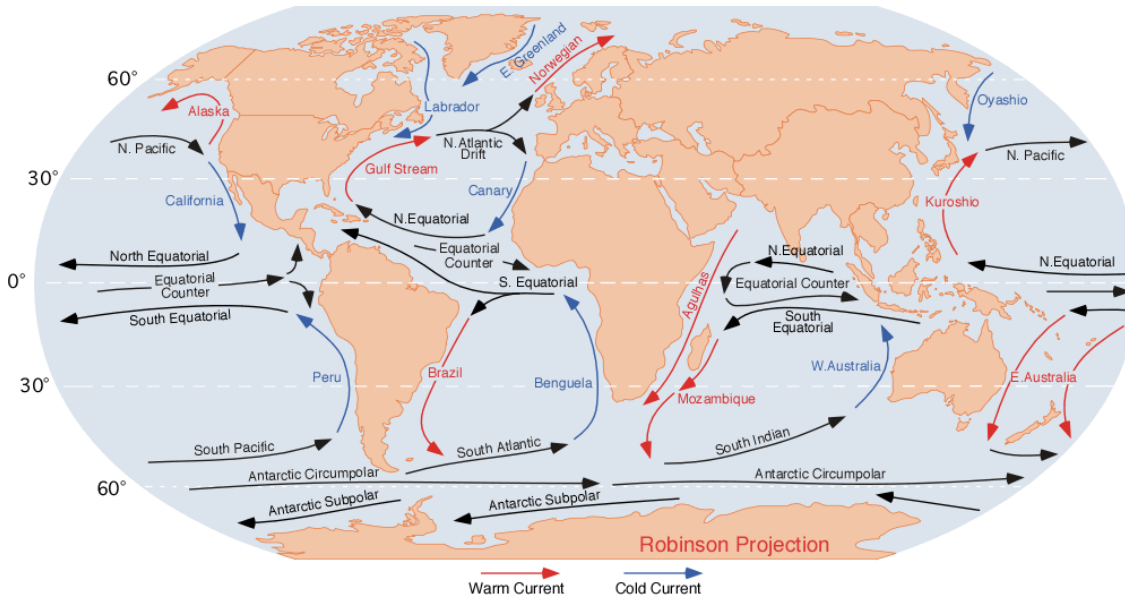 60°
E. Greenland
Norwegian
Alaska
Labrador
Oyashio
N. Pacific
N. Atlantic
Drift
N. Pacific
30°
Gulf Stream
Canary
California
Kuroshio
N.Equatorial
North Equatorial
Equatorial
Counter
N.Equatorial
N.Equatorial
0°
Equatorial
Counter
S. Equatorial
Agulhas
Equatorial Counter
South Equatorial
South
Equatorial
30°
Peru
Brazil
Benguela
W.Australia
E.Australia
Mozambique
South Pacific
South Atlantic
South Indian
60°
Antarctic Circumpolar
Antarctic Circumpolar
Antarctic Subpolar
Antarctic Subpolar
Robinson Projection
Warm Current
Cold Current